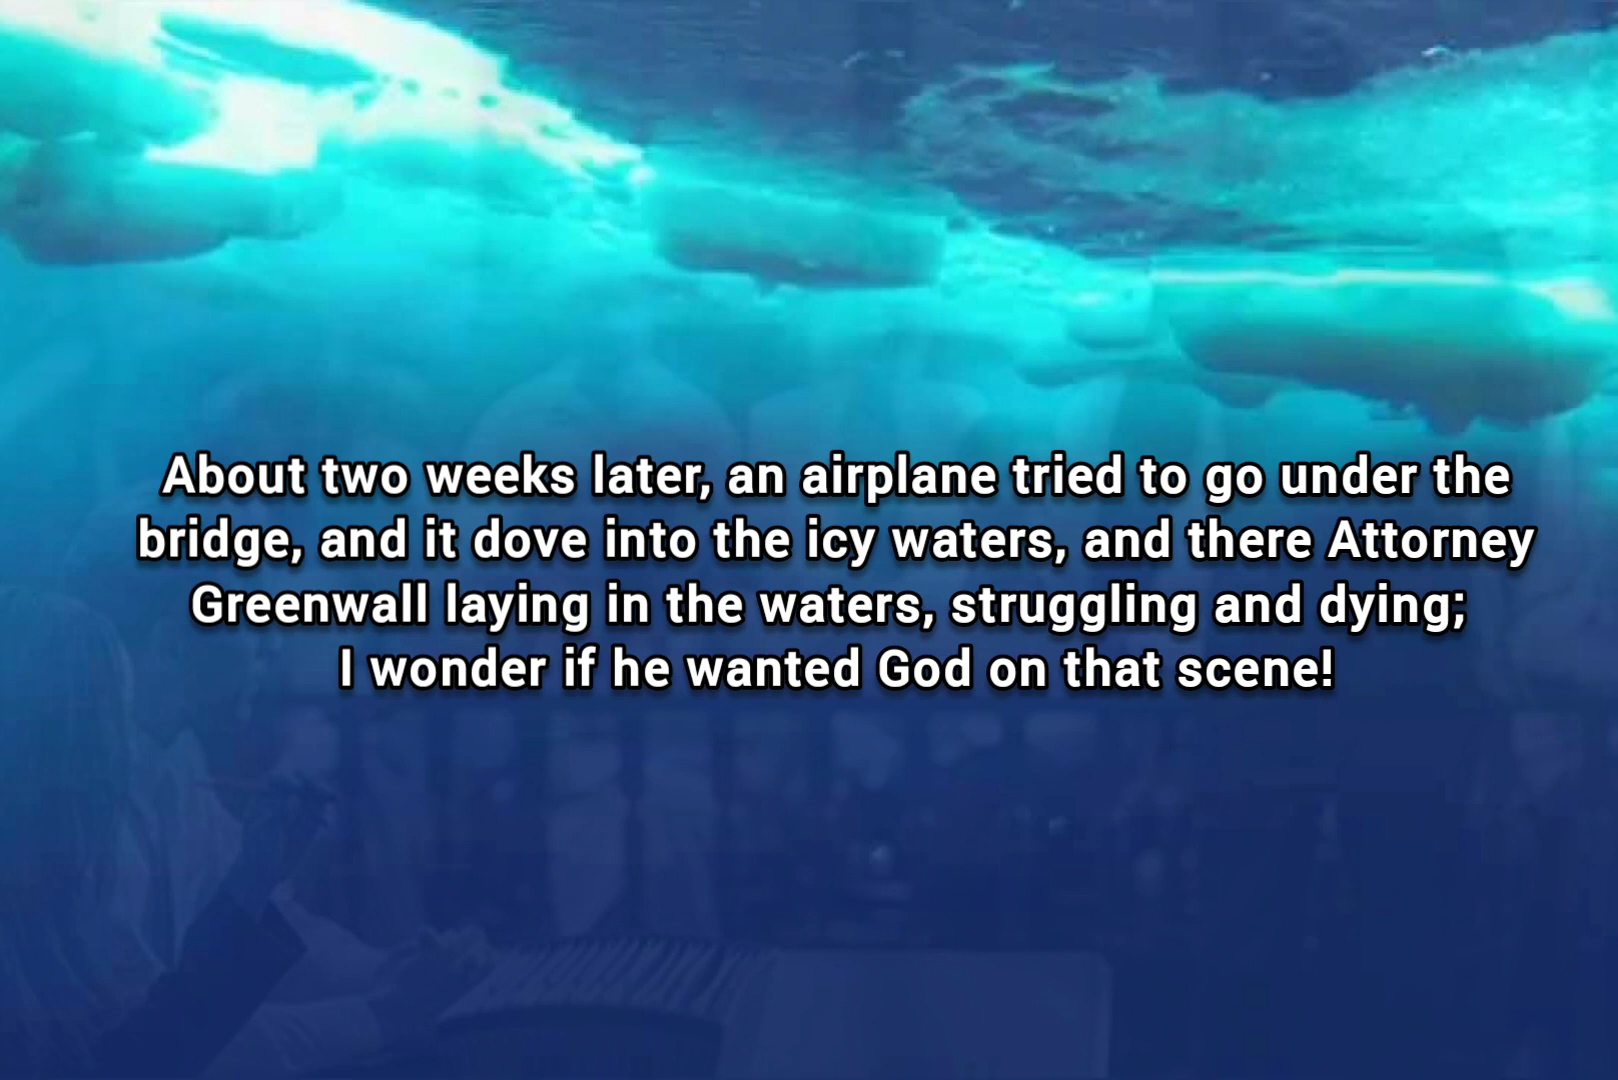 About two weeks later, an airplane tried to go under the
bridge, and it dove into the icy waters, and there Attorney
Greenwall laying in the waters, struggling and dying;
I wonder if he wanted God on that scene!